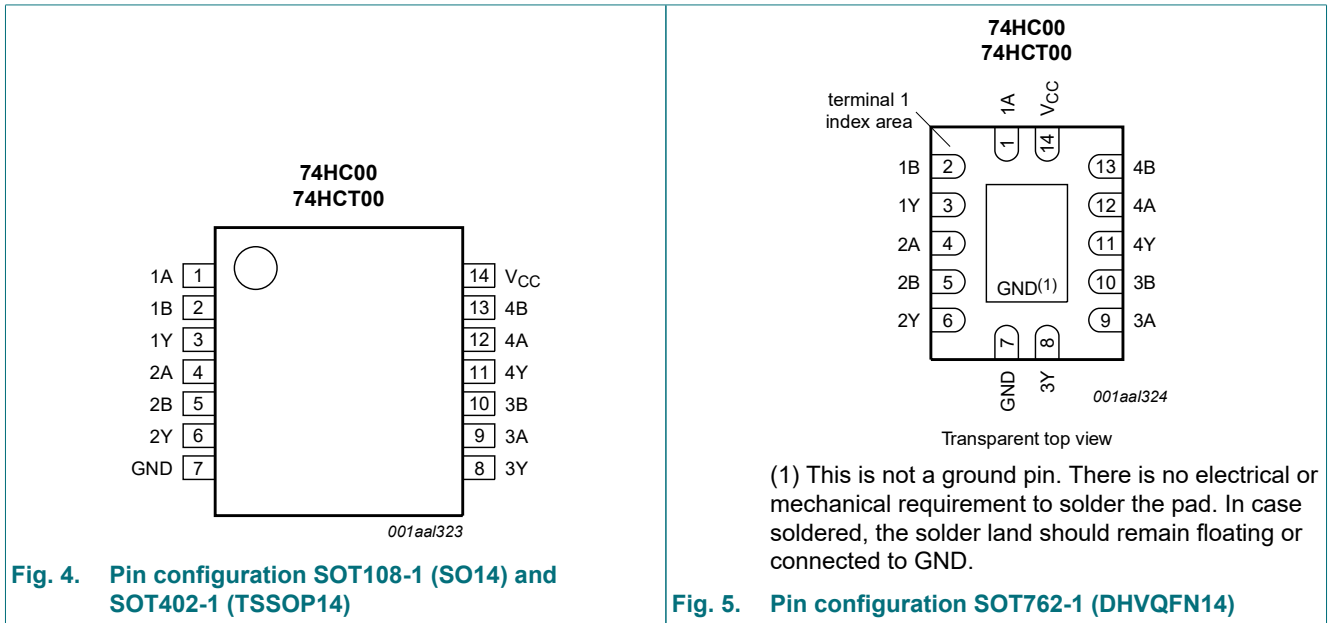 74HC00
74HCT00
1A 1
1B 2
1Y 3
2A 4
2B 5
2Y 6
GND 7
14 VCC
13 4B
12 4A
11 4Y
10 3B
9 3A
8 3Y
001aal323
Fig. 4. Pin configuration SOT108-1 (SO14) and
SOT402-1 (TSSOP14)
74HC00
74HCT00
terminal 1
index area
1A
VCC
1
14
1B 2
1Y 3
2A 4
2B 5
2Y 6
13 4B
12 4A
11 4Y
10 3B
9 3A
GND(1)
7
8
GND
3Y
001aal324
Transparent top view
(1) This is not a ground pin. There is no electrical or
mechanical requirement to solder the pad. In case
soldered, the solder land should remain floating or
connected to GND.
Fig. 5. Pin configuration SOT762-1 (DHVQFN14)